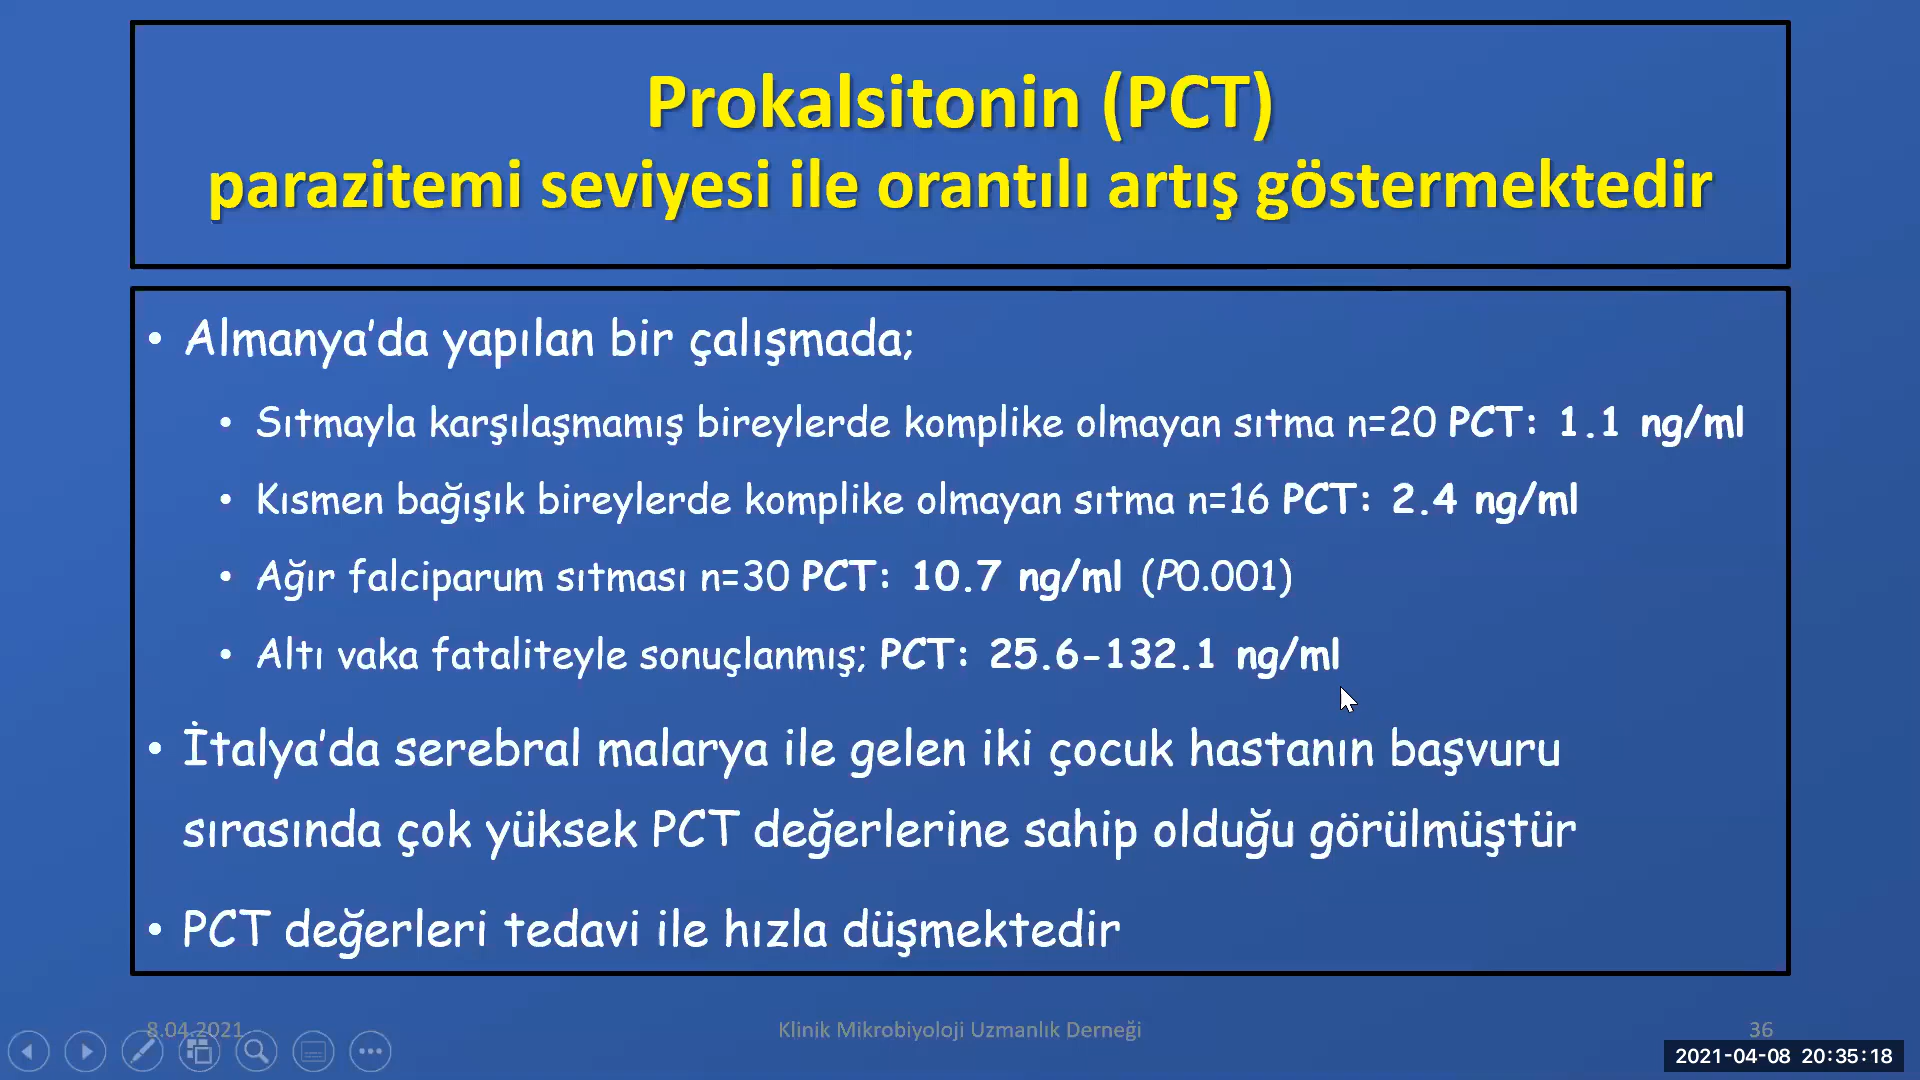 Prokalsitonin (PCT)
parazitemi seviyesi ile orantılı artış göstermektedir
• Almanya'da yapılan bir çalışmada;
• Sıtmayla karşılaşmamış bireylerde komplike olmayan sıtma n=20 PCT: 1.1 ng/ml
• Kısmen bağışık bireylerde komplike olmayan sıtma n=16 PCT: 2.4 ng/ml
• Ağır falciparum sıtması n=30 PCT: 10.7 ng/ml (P0.001)
• Altı vaka fataliteyle sonuçlanmış; PCT: 25.6-132.1 ng/ml
• İtalya'da serebral malarya ile gelen iki çocuk hastanın başvuru
sırasında çok yüksek PCT değerlerine sahip olduğu görülmüştür
• PCT değerleri tedavi ile hızla düşmektedir
8.04.2021
Klinik Mikrobiyoloji Uzmanlık Derneği
36
2021-04-08 20:35:18